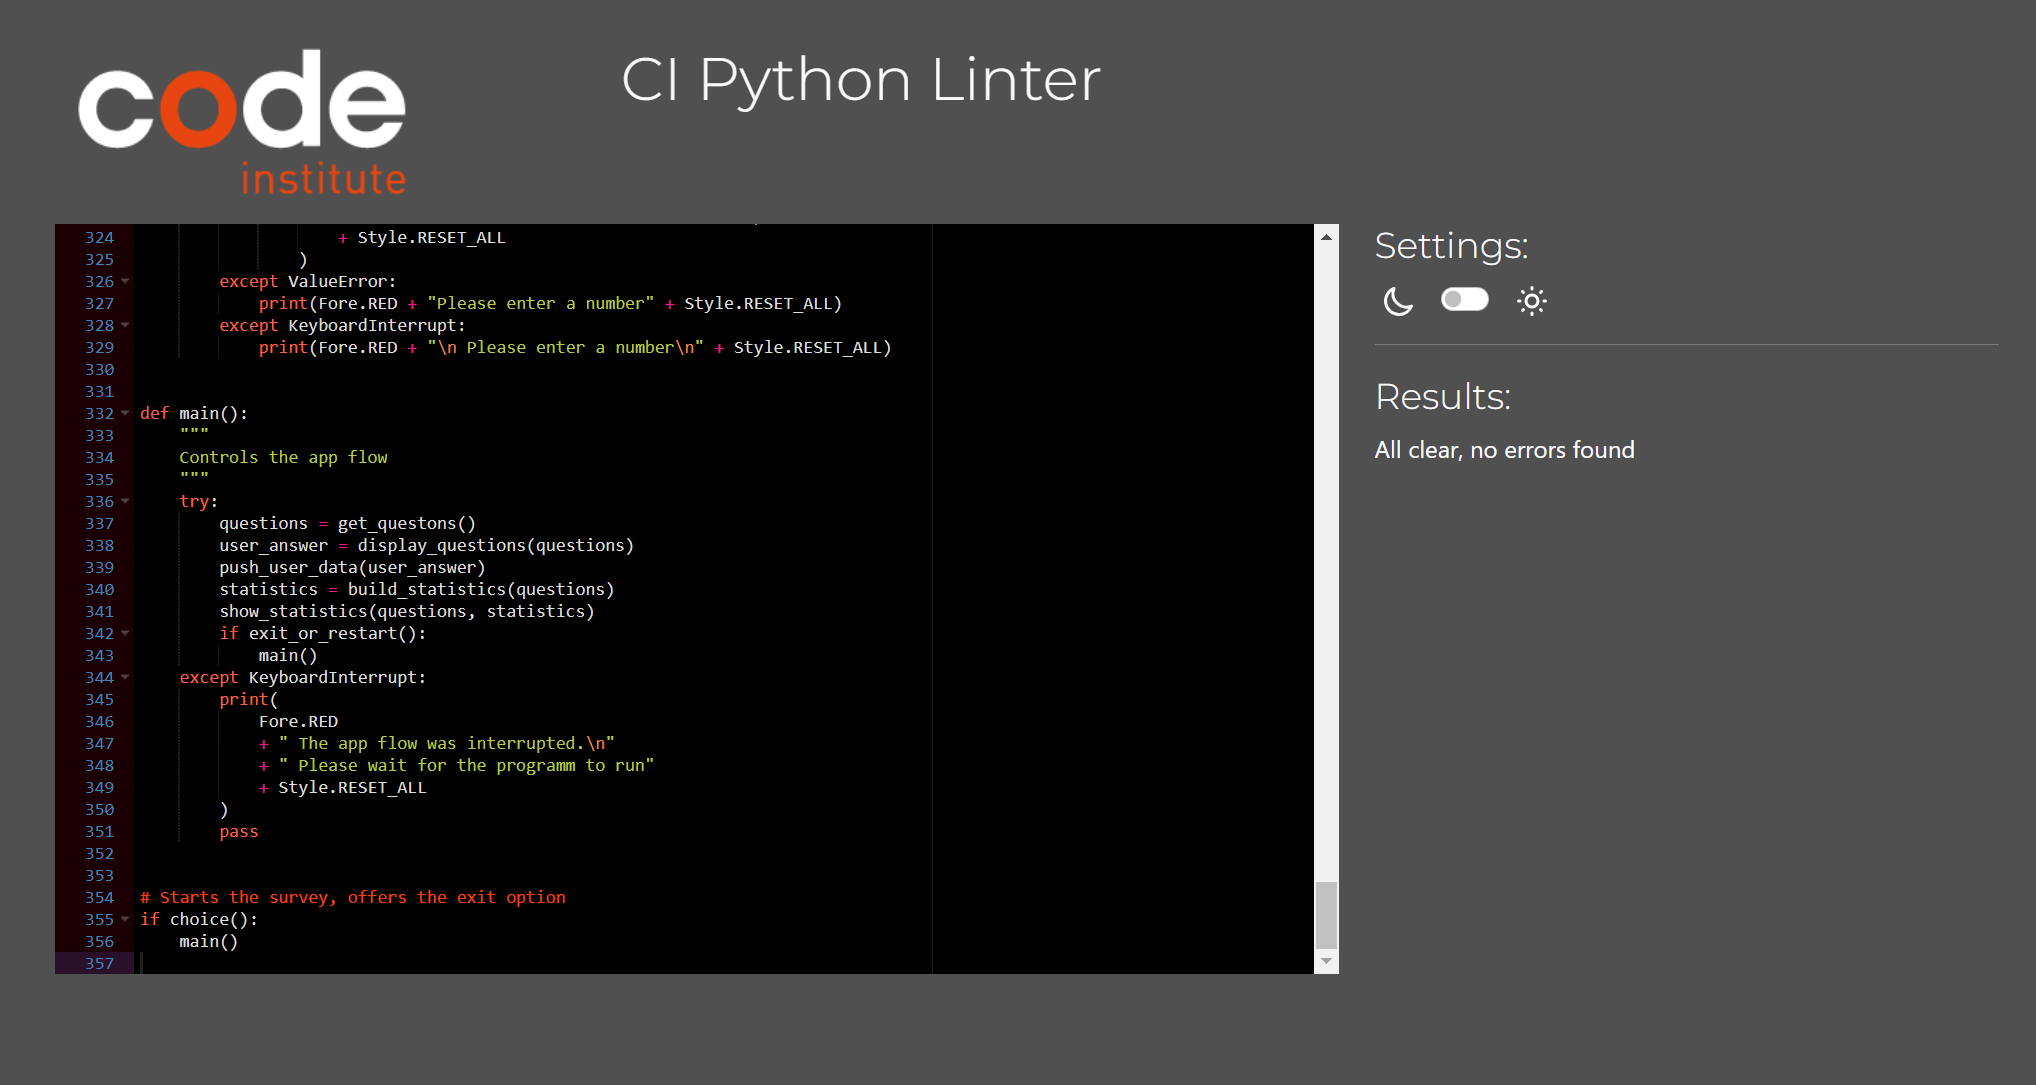 code
institute
CI Python Linter
324 + Style.RESET_ALL
325 )
326 except ValueError:
327 print(Fore.RED + "Please enter a number" + Style.RESET_ALL)
328 except KeyboardInterrupt:
329 print(Fore.RED + "\n Please enter a number\n" + Style.RESET_ALL)
330
331
332 def main():
333 """
334 Controls the app flow
335 """
336 try:
337 questions = get_questons()
338 user_answer = display_questions(questions)
339 push_user_data(user_answer)
340 statistics = build_statistics(questions)
341 show_statistics(questions, statistics)
342 if exit_or_restart():
343 main()
344 except KeyboardInterrupt:
345 print(
346 Fore.RED
347 + " The app flow was interrupted.\n"
348 + " Please wait for the programm to run"
349 + Style.RESET_ALL
350 )
351 pass
352
353
354 # Starts the survey, offers the exit option
355 if choice():
356 main()
357
Settings:
Results:
All clear, no errors found